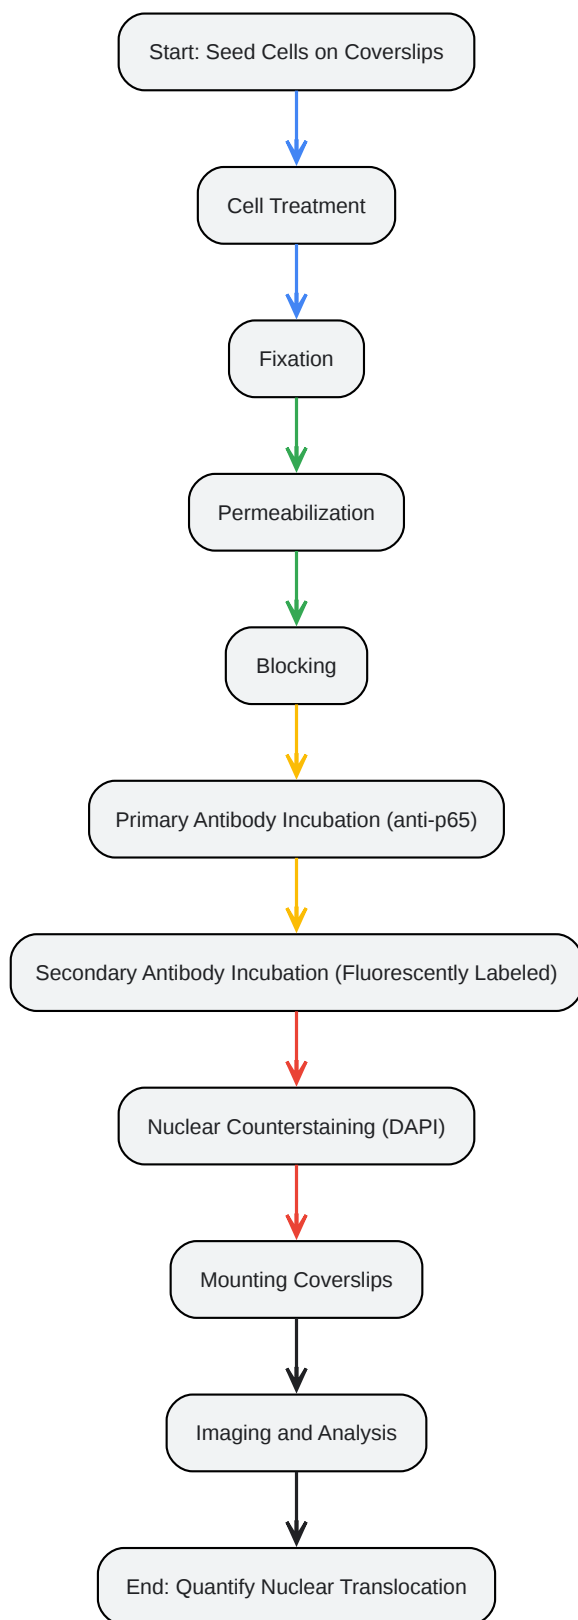 Start: Seed Cells on Coverslips
Cell Treatment
Fixation
Permeabilization
Blocking
Primary Antibody Incubation (anti-p65)
Secondary Antibody Incubation (Fluorescently Labeled)
Nuclear Counterstaining (DAPI)
Mounting Coverslips
Imaging and Analysis
End: Quantify Nuclear Translocation